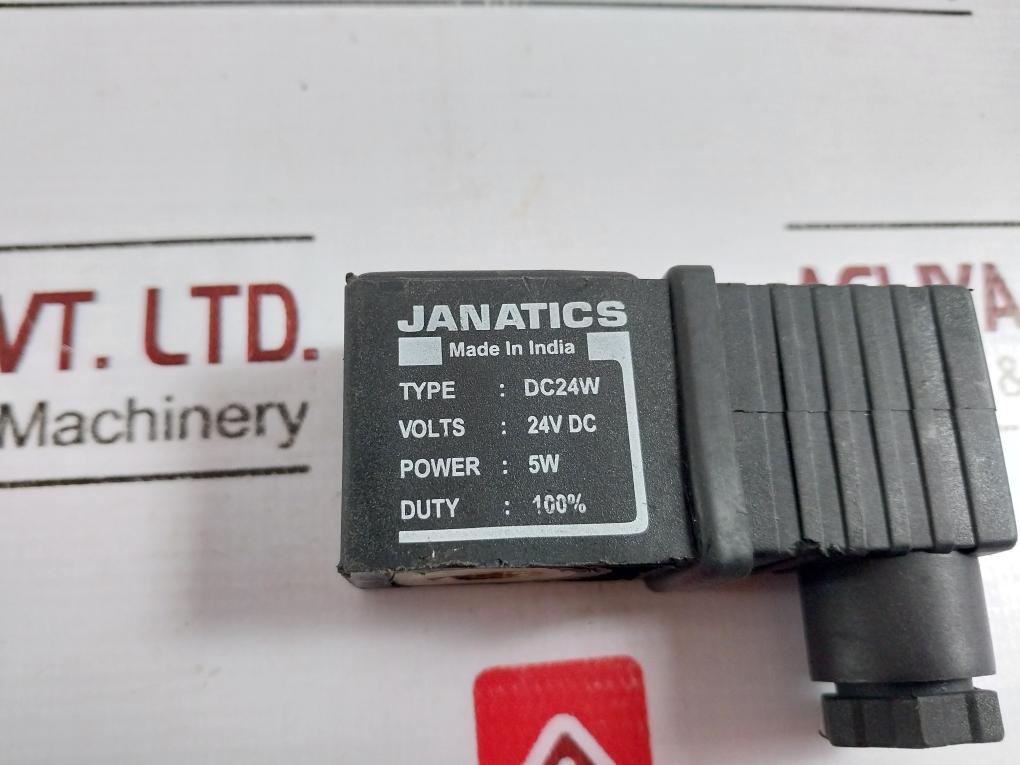 VT. LTD.
Machinery
JANATICS
Made In India
TYPE : DC24W
VOLTS : 24V DC
POWER : 5W
DUTY : 100%
&